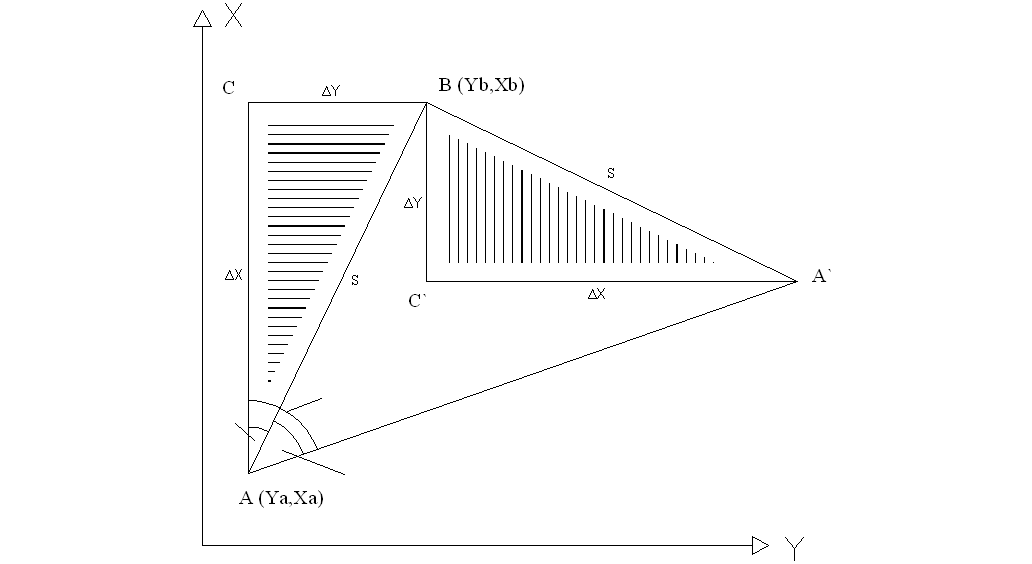 X
C
ΔY
B (Yb,Xb)
S
ΔY
ΔX
S
C`
ΔX
A`
A (Ya,Xa)
Y